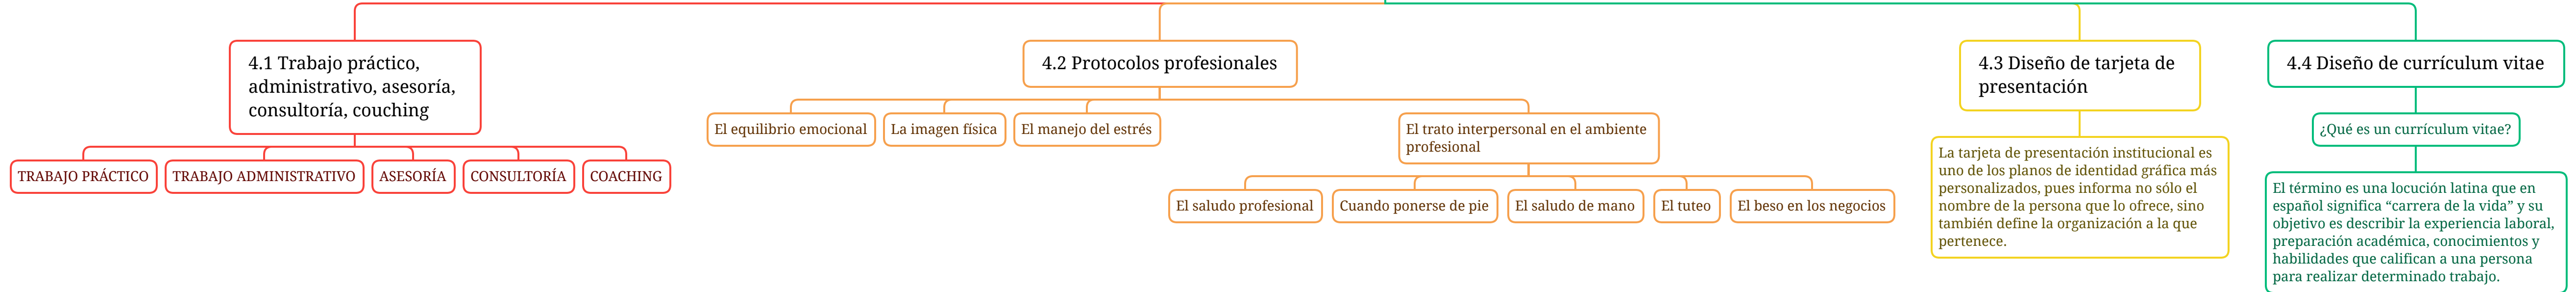 4.1 Trabajo práctico,
administrativo, asesoría,
consultoría, couching
TRABAJO PRÁCTICO
TRABAJO ADMINISTRATIVO
ASESORÍA
CONSULTORÍA
COACHING
4.2 Protocolos profesionales
El equilibrio emocional
La imagen física
El manejo del estrés
El trato interpersonal en el ambiente
profesional
El saludo profesional
Cuando ponerse de pie
El saludo de mano
El tuteo
El beso en los negocios
4.3 Diseño de tarjeta de
presentación
La tarjeta de presentación institucional es
uno de los planos de identidad gráfica más
personalizados, pues informa no sólo el
nombre de la persona que lo ofrece, sino
también define la organización a la que
pertenece.
4.4 Diseño de currículum vitae
¿Qué es un currículum vitae?
El término es una locución latina que en
español significa “carrera de la vida” y su
objetivo es describir la experiencia laboral,
preparación académica, conocimientos y
habilidades que califican a una persona
para realizar determinado trabajo.